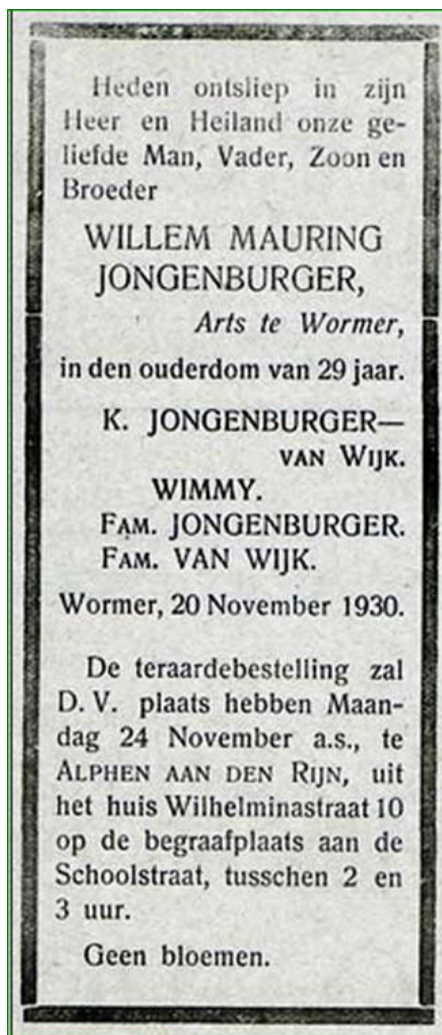 Heden ontsliep in zijn
Heer en Heiland onze ge-
liefde Man, Vader, Zoon en
Broeder
WILLEM MAURING
JONGENBURGER,
Arts te Wormer,
in den ouderdom van 29 jaar.
K. JONGENBURGER—
VAN WIJK.
WIMMY.
FAM. JONGENBURGER.
FAM. VAN WIJK.
Wormer, 20 November 1930.
De teraardebestelling zal
D. V. plaats hebben Maan-
dag 24 November a.s., te
ALPHEN AAN DEN RIJN, uit
het huis Wilhelminastraat 10
op de begraafplaats aan de
Schoolstraat, tusschen 2 en
3 uur.
Geen bloemen.